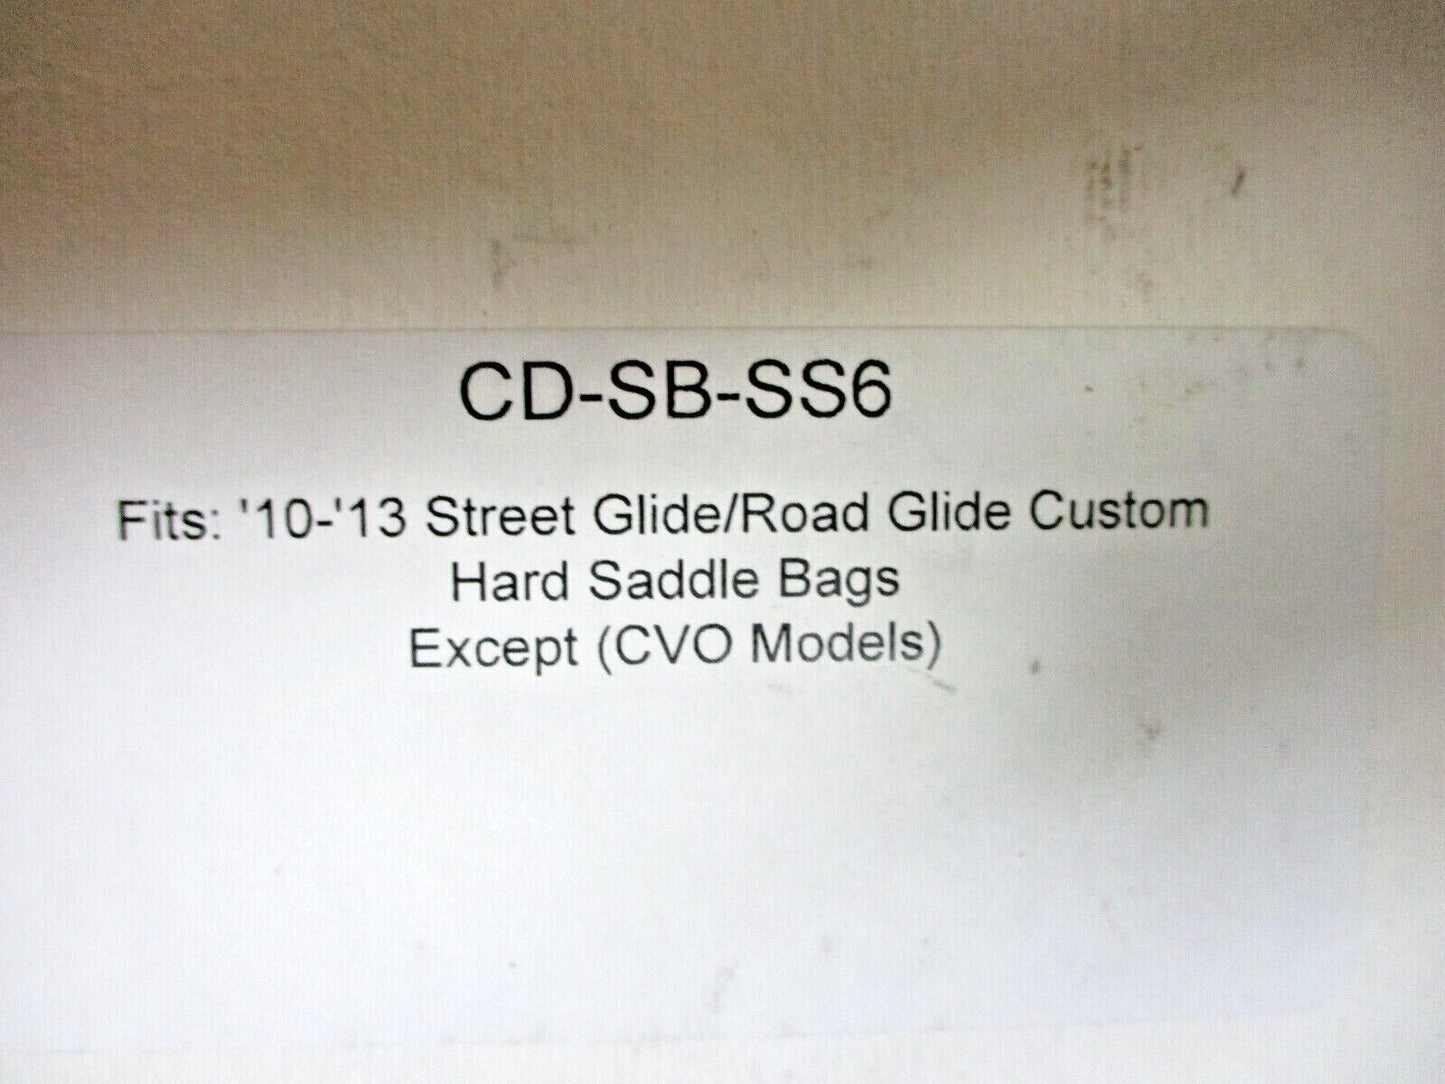 CD-SB-SS6
Fits: '10-'13 Street Glide/Road Glide Custom
Hard Saddle Bags
Except (CVO Models)